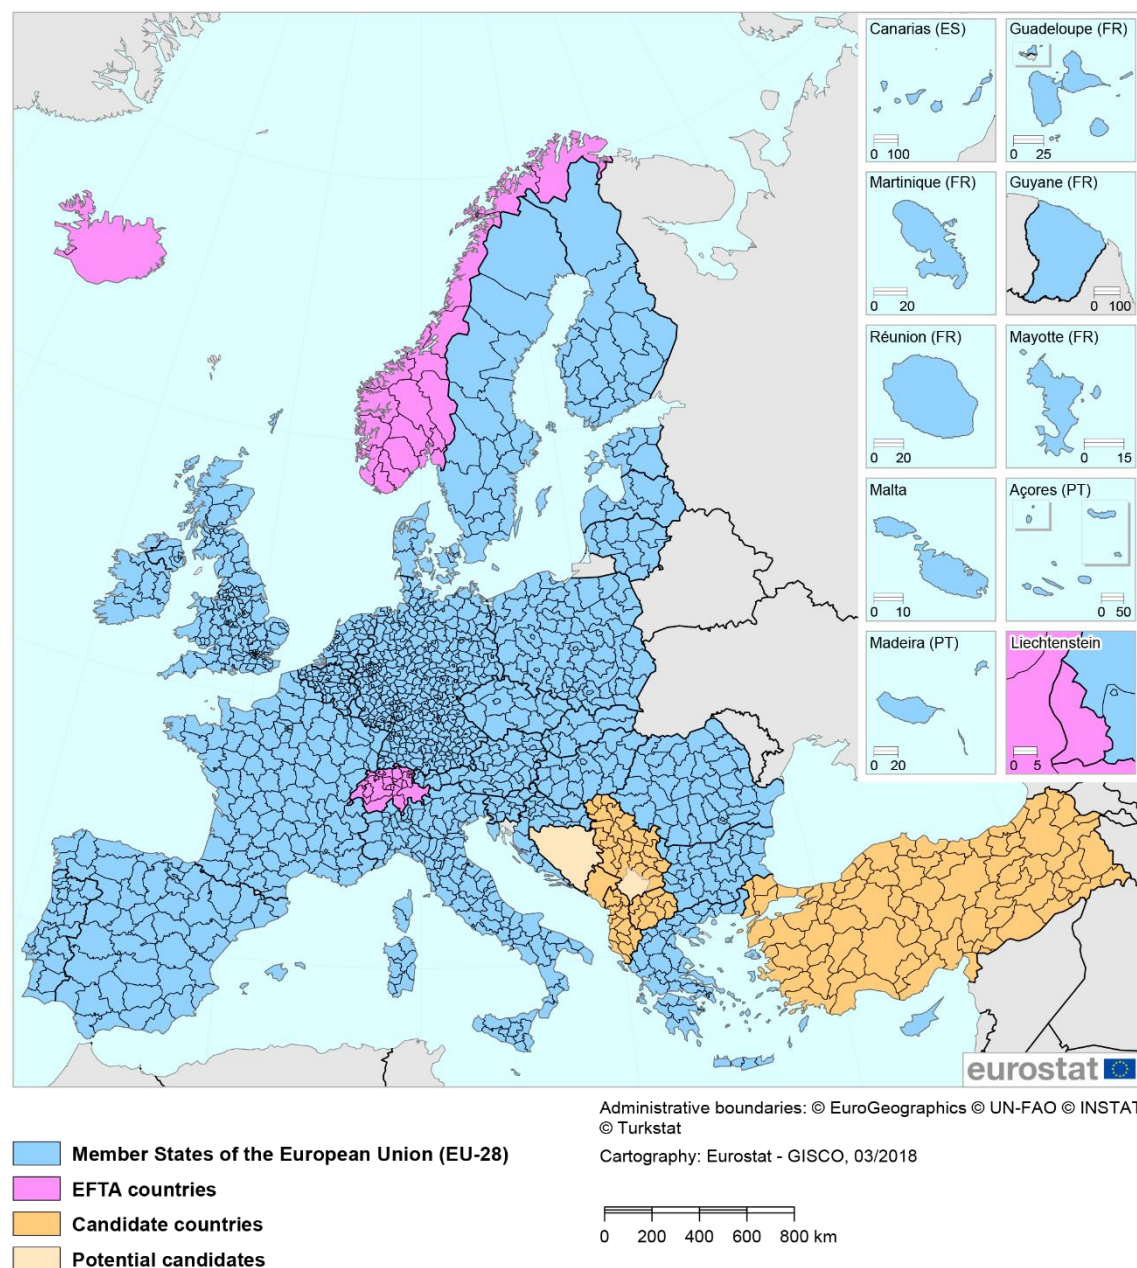 Canarias (ES)
0 100
Guadeloupe (FR)
0 25
Martinique (FR)
0 20
Guyane (FR)
0 100
Réunion (FR)
0 20
Mayotte (FR)
0 15
Malta
0 10
Açores (PT)
0 50
Madeira (PT)
0 20
Liechtenstein
0 5
eurostat
Administrative boundaries: © EuroGeographics © UN-FAO © INSTAT
© Turkstat
Cartography: Eurostat - GISCO, 03/2018
0 200 400 600 800 km
Member States of the European Union (EU-28)
EFTA countries
Candidate countries
Potential candidates